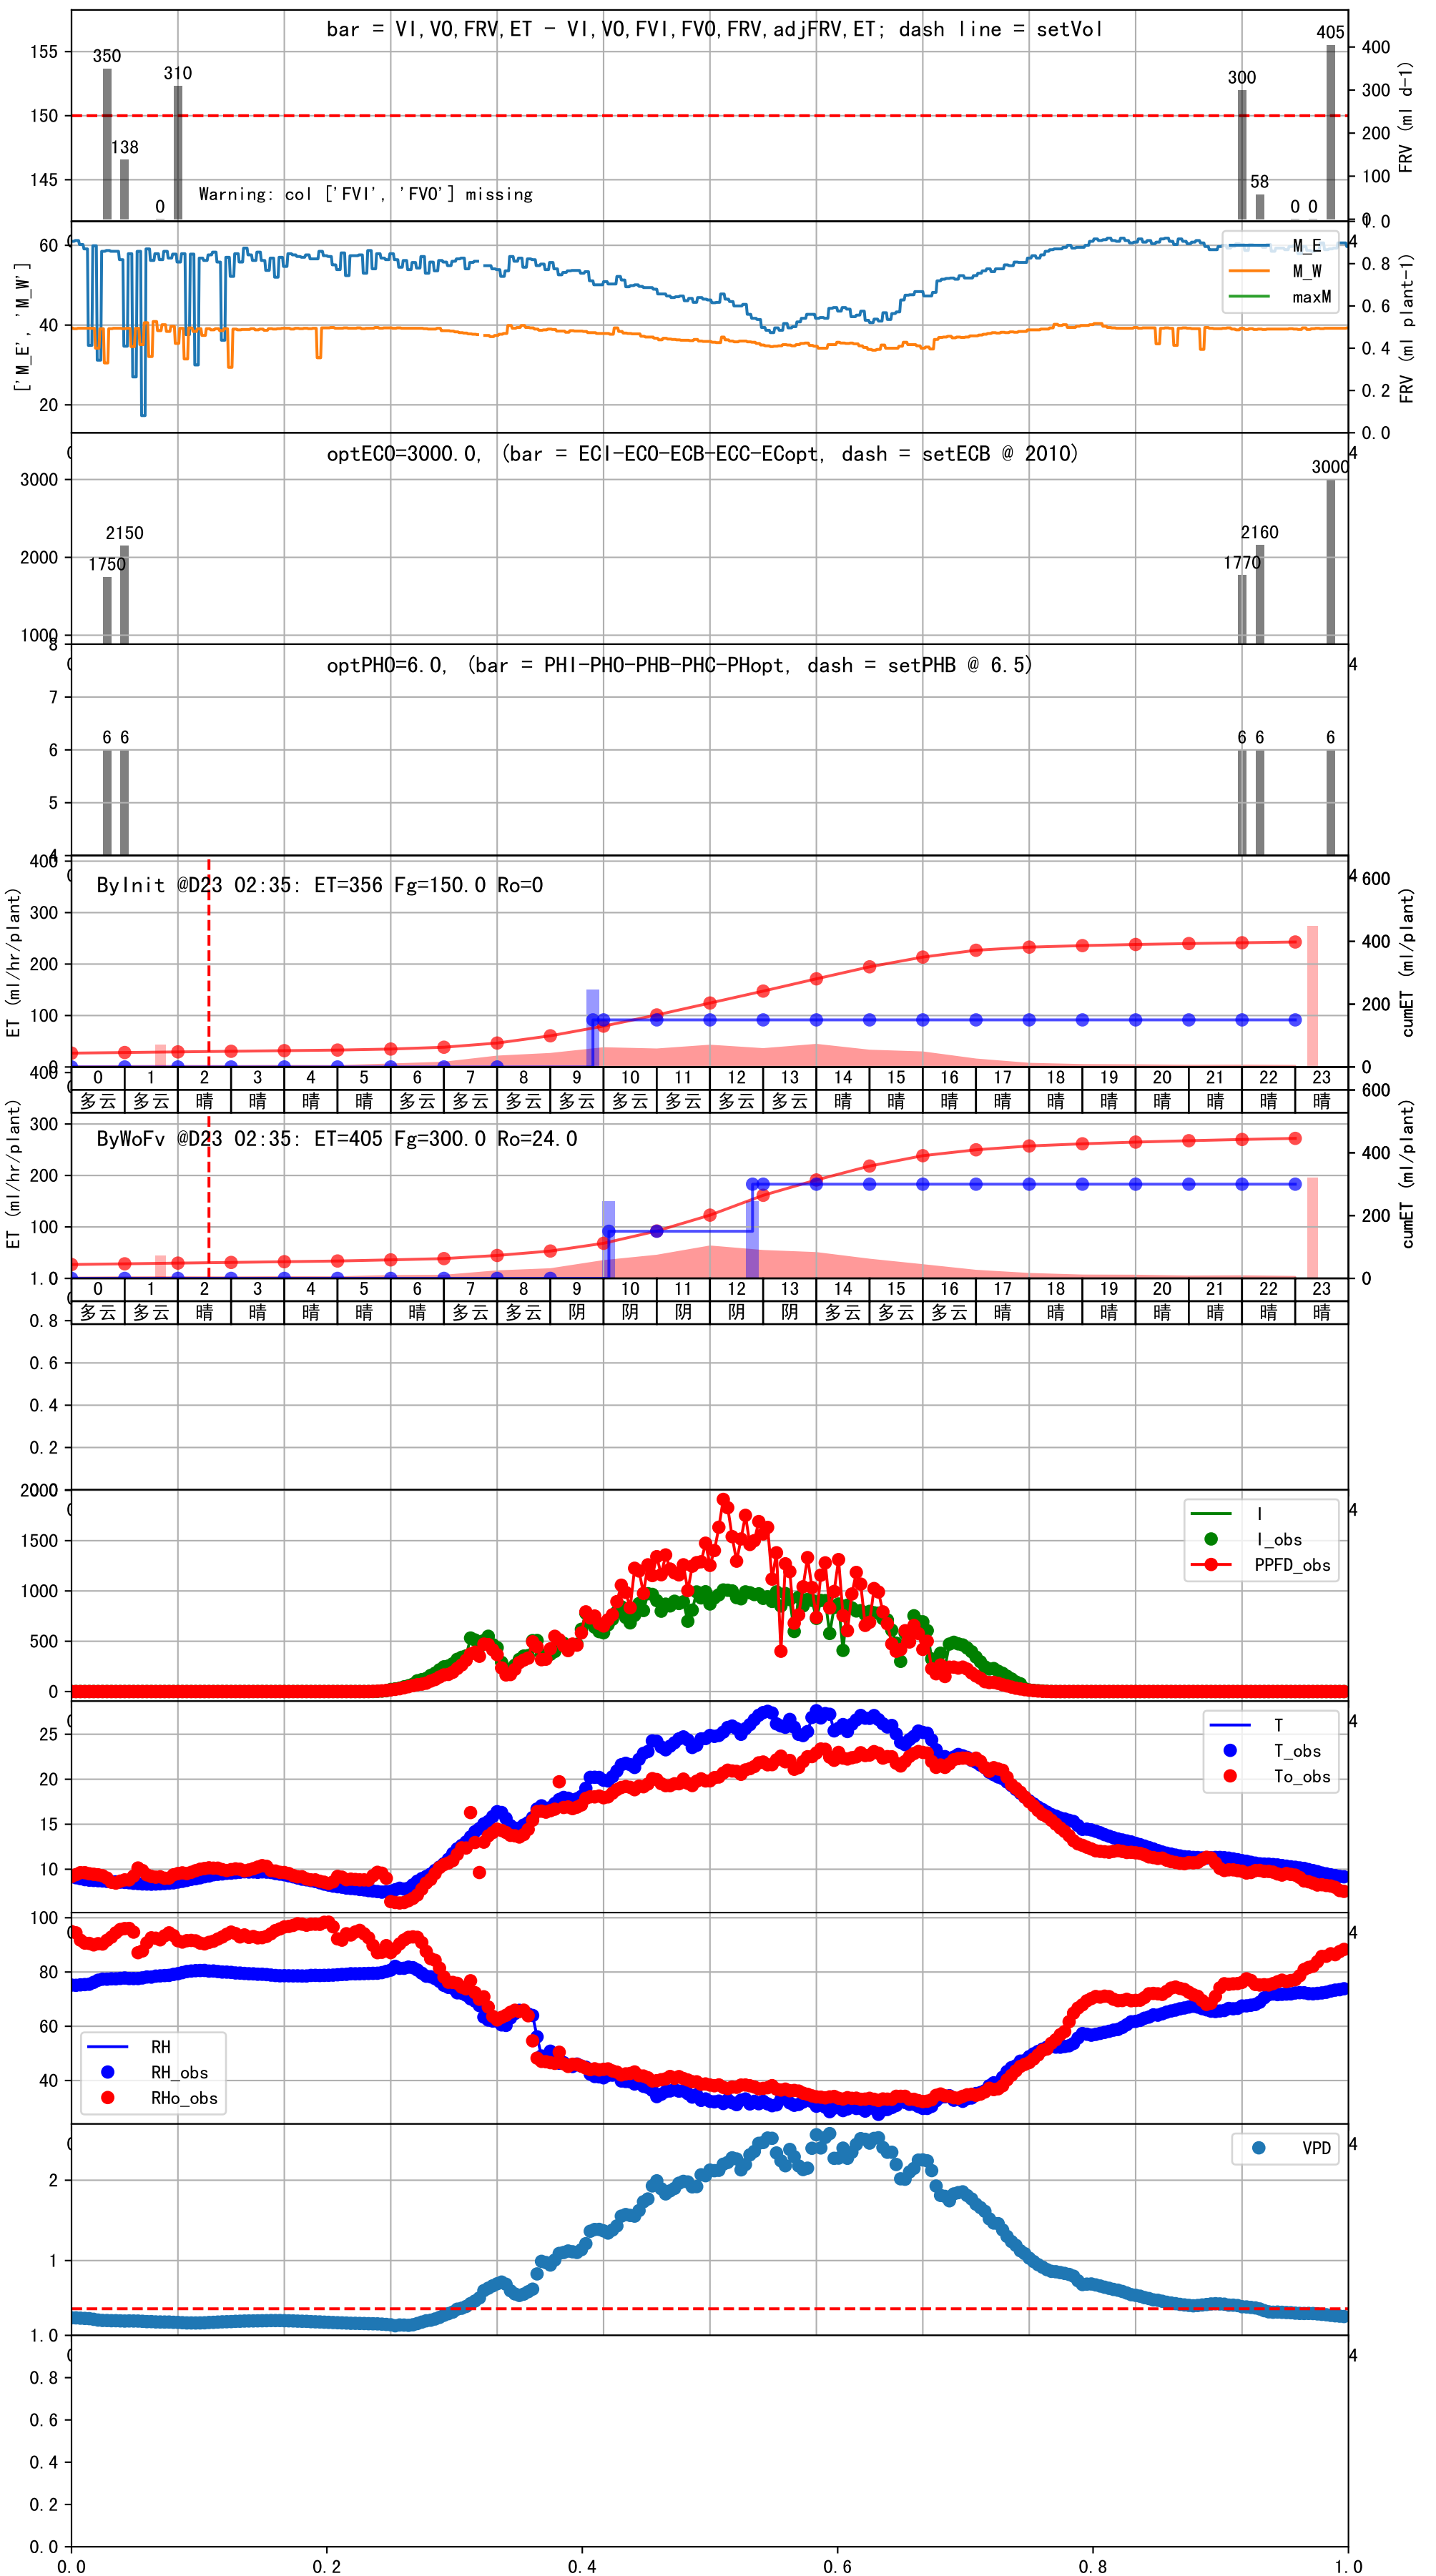 bar = VI,VO,FRV,ET - VI,VO,FVI,FVO,FRV,adjFRV,ET; dash line = setVol
155
150
145
350
138
0
310
300
58
0
0
405
Warning: col ['FVI', 'FVO'] missing
400
300
200
100
0
FRV (ml d-1)
1.0
['M_E', 'M_W']
60
40
20
M_E
M_W
maxM
0.8
0.6
0.4
0.2
0.0
FRV (ml plant-1)
optECO=3000.0, (bar = ECI-ECO-ECB-ECC-ECopt, dash = setECB @ 2010)
3000
2000
1000
1750
2150
1770
2160
3000
optPHO=6.0, (bar = PHI-PHO-PHB-PHC-PHopt, dash = setPHB @ 6.5)
8
7
6
5
4
6
6
6
6
6
ByInit @D23 02:35: ET=356 Fg=150.0 Ro=0
ET (ml/hr/plant)
400
300
200
100
0
600
400
200
0
cumET (ml/plant)
0 1 2 3 4 5 6 7 8 9 10 11 12 13 14 15 16 17 18 19 20 21 22 23
多云 多云 晴 晴 晴 晴 多云 多云 多云 多云 多云 多云 多云 多云 晴 晴 晴 晴 晴 晴 晴 晴 晴 晴
ByWoFv @D23 02:35: ET=405 Fg=300.0 Ro=24.0
ET (ml/hr/plant)
400
300
200
100
600
400
200
0
cumET (ml/plant)
0 1 2 3 4 5 6 7 8 9 10 11 12 13 14 15 16 17 18 19 20 21 22 23
多云 多云 晴 晴 晴 晴 晴 多云 多云 阴 阴 阴 阴 阴 多云 多云 多云 晴 晴 晴 晴 晴 晴 晴
1.0
0.8
0.6
0.4
0.2
2000
1500
1000
500
0
I
I_obs
PPFD_obs
25
20
15
10
T
T_obs
To_obs
100
80
60
40
RH
RH_obs
RHo_obs
2
1
VPD
1.0
0.8
0.6
0.4
0.2
0.0
0.0 0.2 0.4 0.6 0.8 1.0